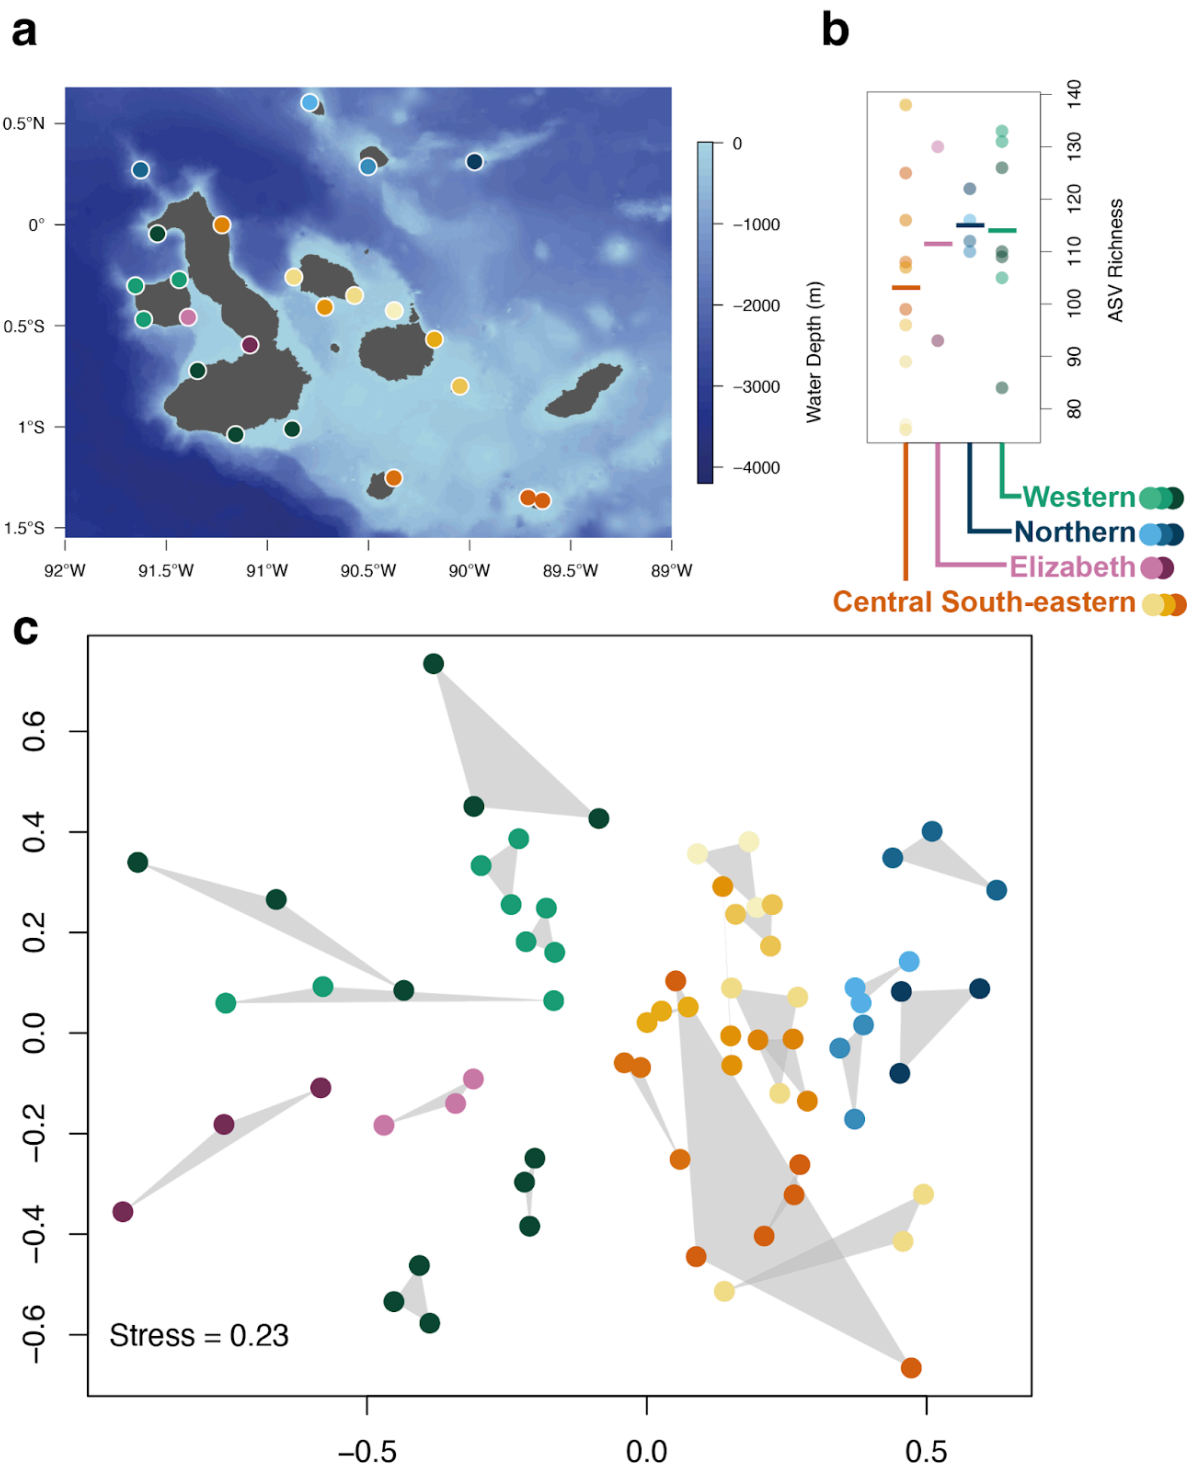 a
b
0.5°N
0°
0.5°S
1°S
1.5°S
92°W 91.5°W 91°W 90.5°W 90°W 89.5°W 89°W
0
−1000
−2000
−3000
−4000
Water Depth (m)
140
130
120
110
100
90
80
ASV Richness
Western
Northern
Elizabeth
Central South-eastern
c
0.6
0.4
0.2
0.0
−0.2
−0.4
−0.6
Stress = 0.23
−0.5 0.0 0.5